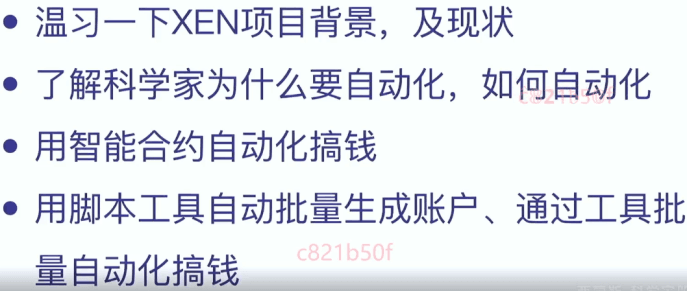 • 温习一下XEN项目背景，及现状
• 了解科学家为什么要自动化，如何自动化
c821b50f
• 用智能合约自动化搞钱
• 用脚本工具自动批量生成账户、通过工具批
c821b50f
量自动化搞钱